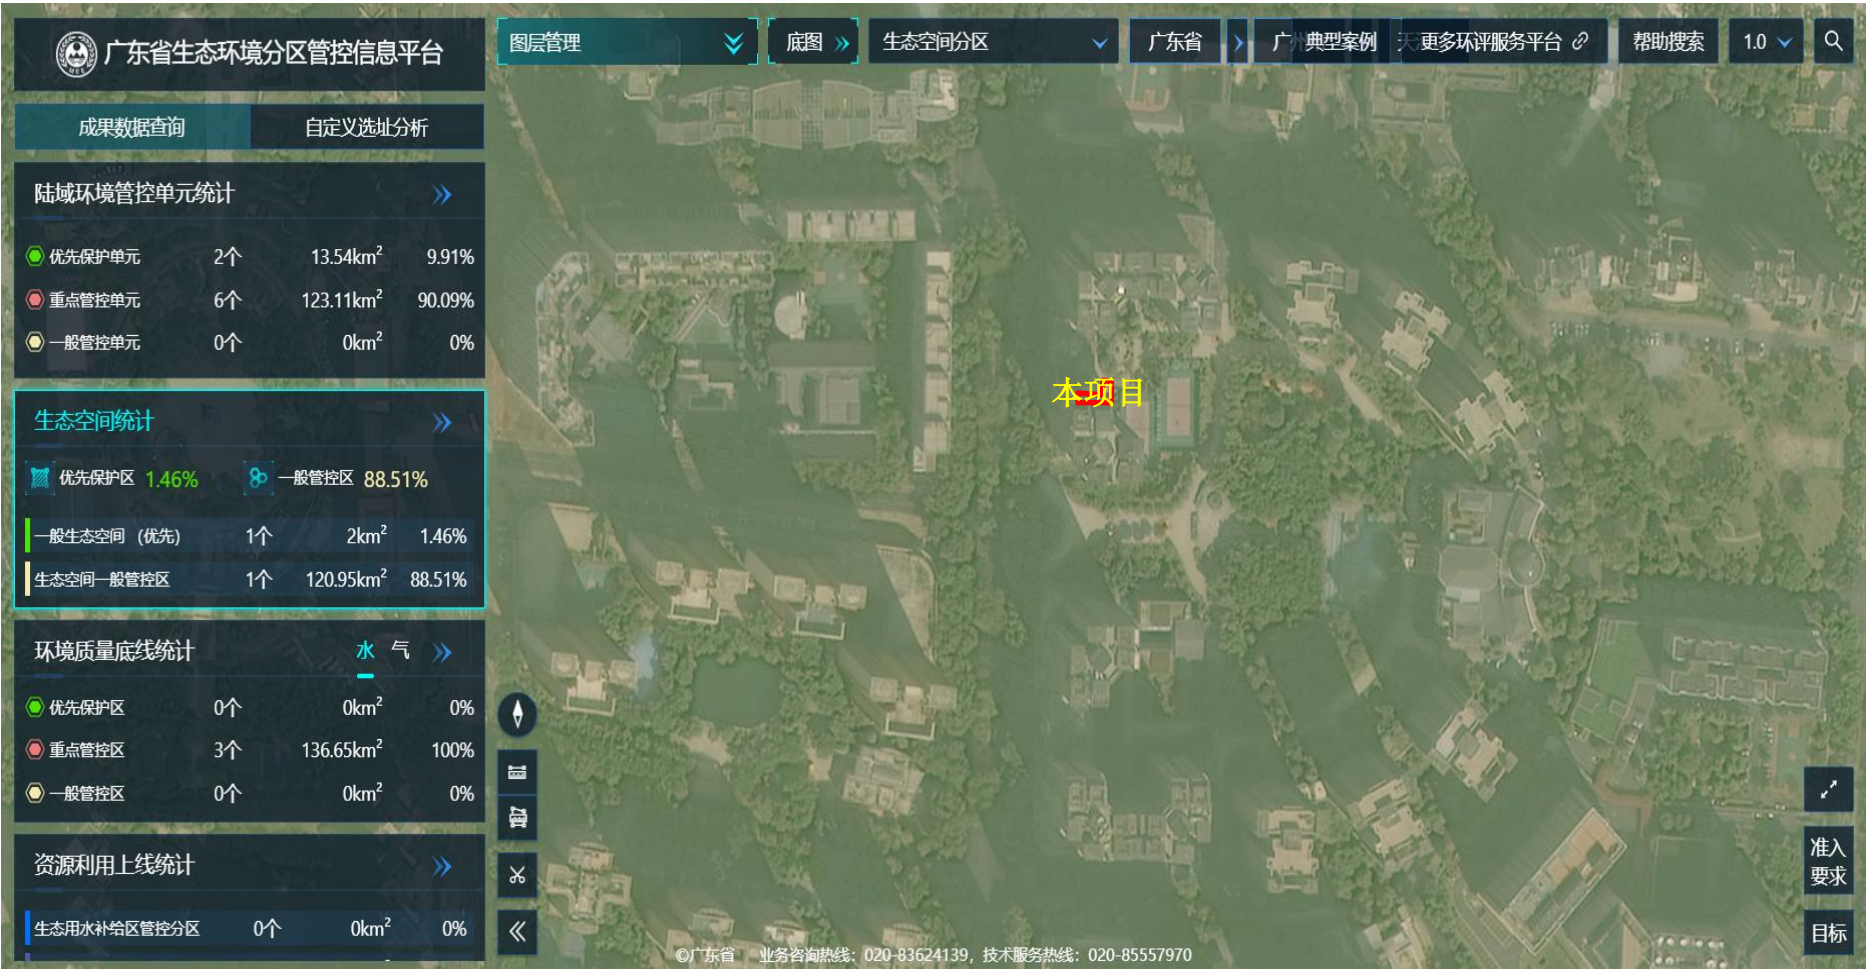 广东省生态环境分区管控信息平台
图层管理
底图
生态空间分区
广东省
典型案例
更多环评服务平台
帮助搜索
1.0
成果数据查询
自定义选址分析
陆域环境管控单元统计
优先保护单元 2个 13.54km² 9.91%
重点管控单元 6个 123.11km² 90.09%
一般管控单元 0个 0km² 0%
生态空间统计
优先保护区 1.46% 一般管控区 88.51%
一般生态空间 (优先) 1个 2km² 1.46%
生态空间一般管控区 1个 120.95km² 88.51%
环境质量底线统计 水 气
优先保护区 0个 0km² 0%
重点管控区 3个 136.65km² 100%
一般管控区 0个 0km² 0%
资源利用上线统计
生态用水补给区管控分区 0个 0km² 0%
本项目
准入
要求
目标
©广东省 业务咨询热线：020-83624139，技术服务热线：020-85557970